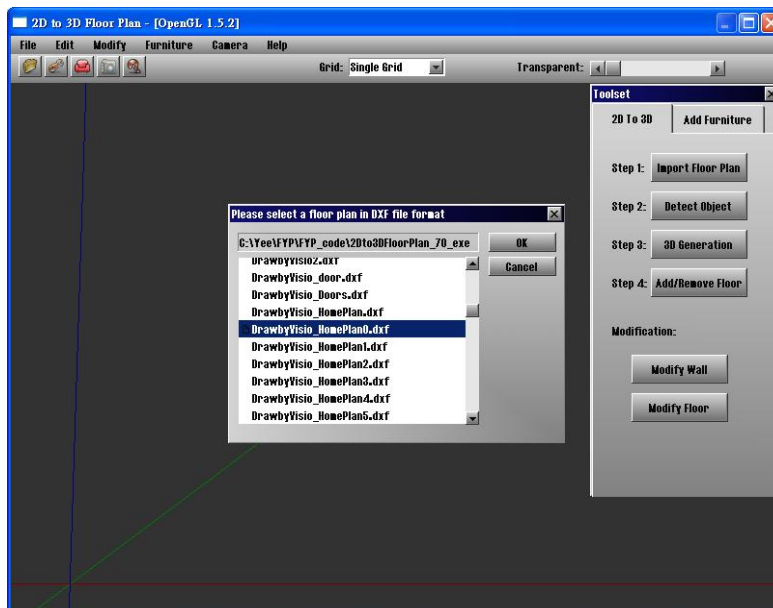 2D to 3D Floor Plan - [OpenGL 1.5.2]
File Edit Modify Furniture Camera Help
Grid: Single Grid Transparent:
Toolset
2D To 3D Add Furniture
Step 1: Import Floor Plan
Step 2: Detect Object
Step 3: 3D Generation
Step 4: Add/Remove Floor
Modification:
Modify Wall
Modify Floor
Please select a floor plan in DXF file format
C:\Yee\FYP\FYP_code\2Dto3DFloorPlan_70_exe OK
Cancel
DrawbyVisio2.dxf
DrawbyVisio_door.dxf
DrawbyVisio_Doors.dxf
DrawbyVisio_HomePlan.dxf
DrawbyVisio_HomePlan0.dxf
DrawbyVisio_HomePlan1.dxf
DrawbyVisio_HomePlan2.dxf
DrawbyVisio_HomePlan3.dxf
DrawbyVisio_HomePlan4.dxf
DrawbyVisio_HomePlan5.dxf